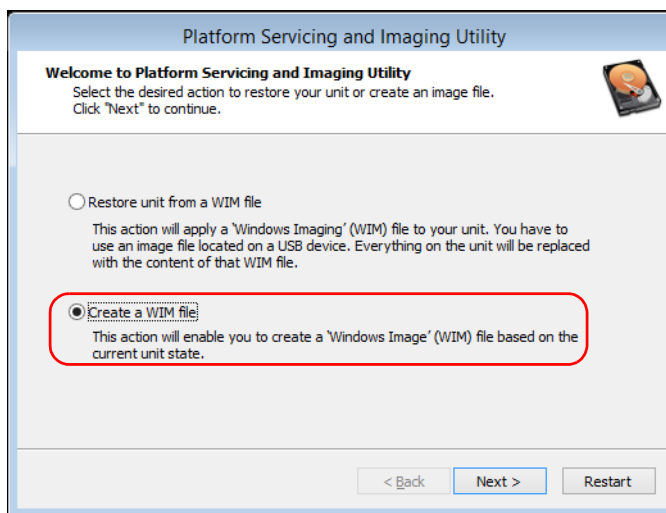 Platform Servicing and Imaging Utility
Welcome to Platform Servicing and Imaging Utility
Select the desired action to restore your unit or create an image file.
Click "Next" to continue.
Restore unit from a WIM file
This action will apply a 'Windows Imaging' (WIM) file to your unit. You have to
use an image file located on a USB device. Everything on the unit will be replaced
with the content of that WIM file.
Create a WIM file
This action will enable you to create a 'Windows Image' (WIM) file based on the
current unit state.
< Back Next > Restart